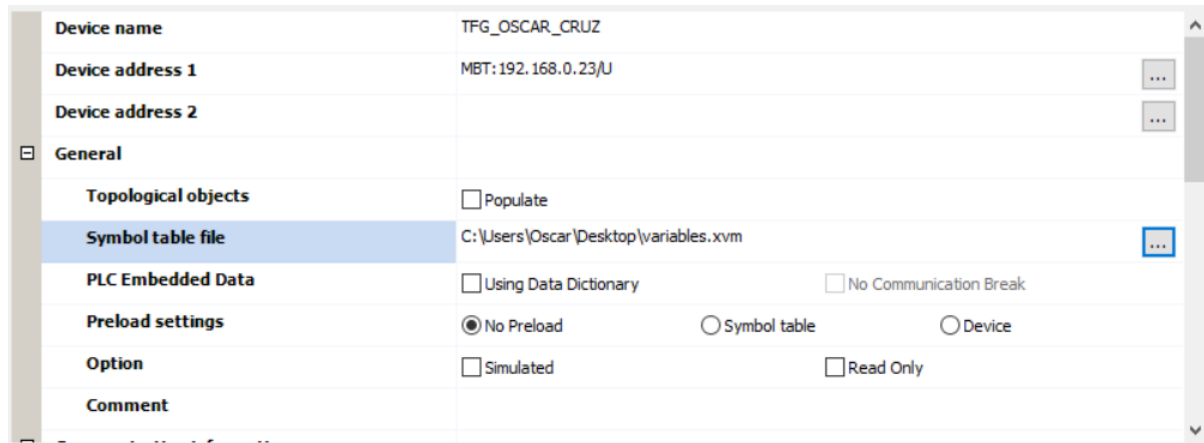 Device name TFG_OSCAR_CRUZ
Device address 1 MBT:192.168.0.23/U ...
Device address 2 ...
General
Topological objects Populate
Symbol table file C:\Users\Oscar\Desktop\variables.xvm ...
PLC Embedded Data Using Data Dictionary No Communication Break
Preload settings No Preload Symbol table Device
Option Simulated Read Only
Comment